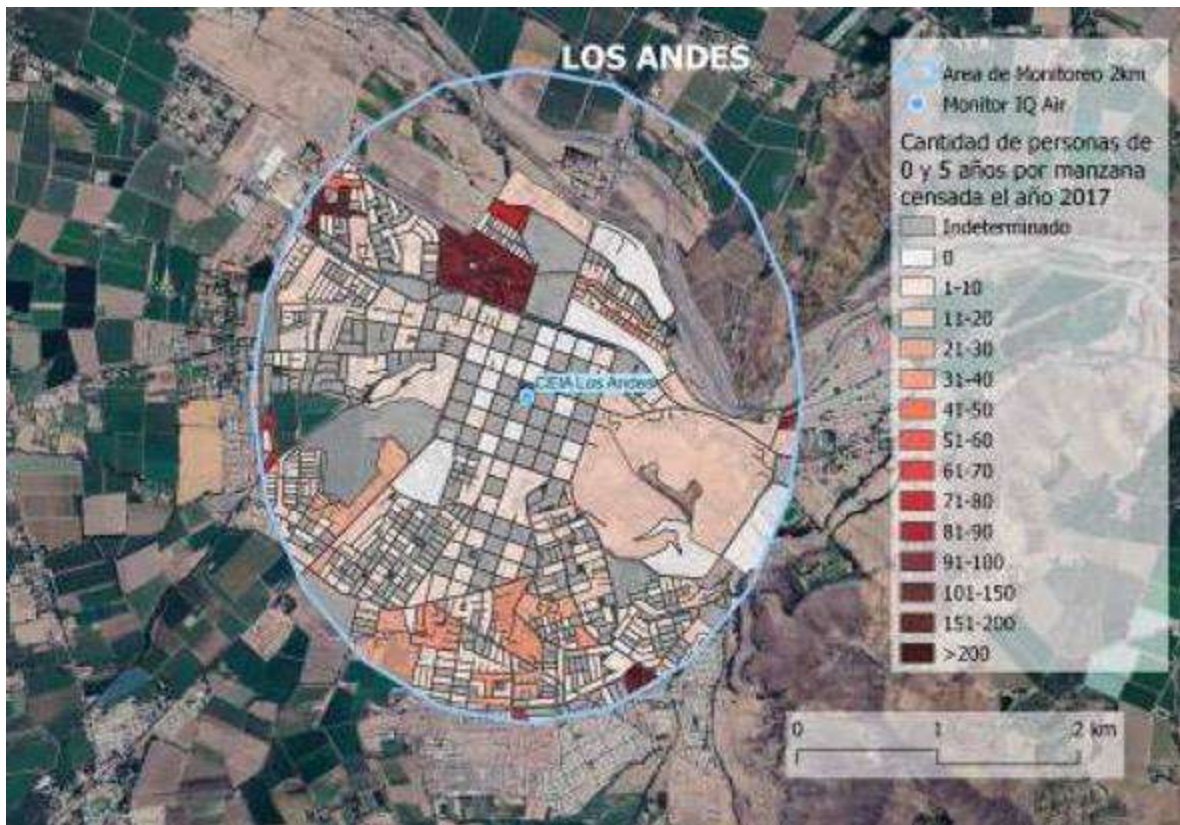 LOS ANDES
Area de Monitoreo 2km
Monitor IQ Air
Cantidad de personas de
0 y 5 años por manzana
censada el año 2017
Indeterminado
0
1-10
11-20
21-30
31-40
41-50
51-60
61-70
71-80
81-90
91-100
101-150
151-200
>200
CEIA Los Andes
0 1 2 km